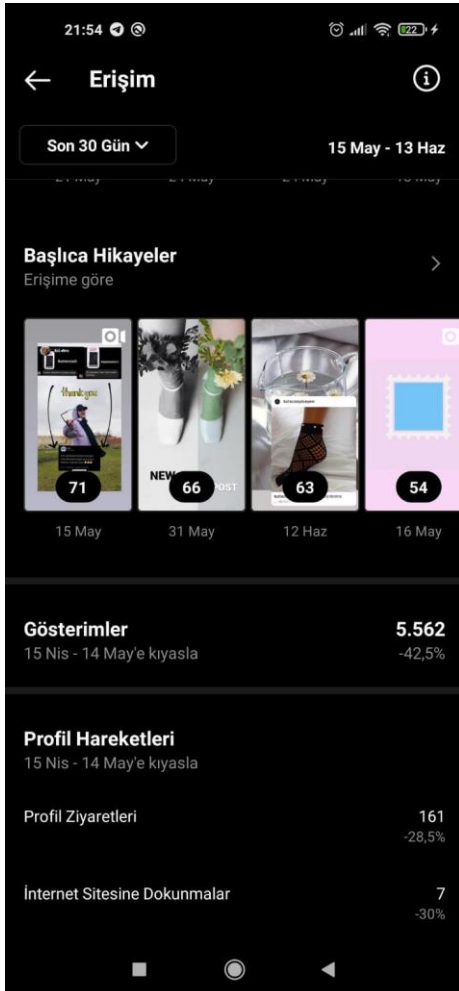 21:54
22
Erişim
Son 30 Gün
15 May - 13 Haz
Başlıca Hikayeler
Erişime göre
thank you
NEW POST
71
66
63
54
15 May
31 May
12 Haz
16 May
Gösterimler
5.562
15 Nis - 14 May'e kıyasla
-42,5%
Profil Hareketleri
15 Nis - 14 May'e kıyasla
Profil Ziyaretleri
161
-28,5%
İnternet Sitesine Dokunmalar
7
-30%